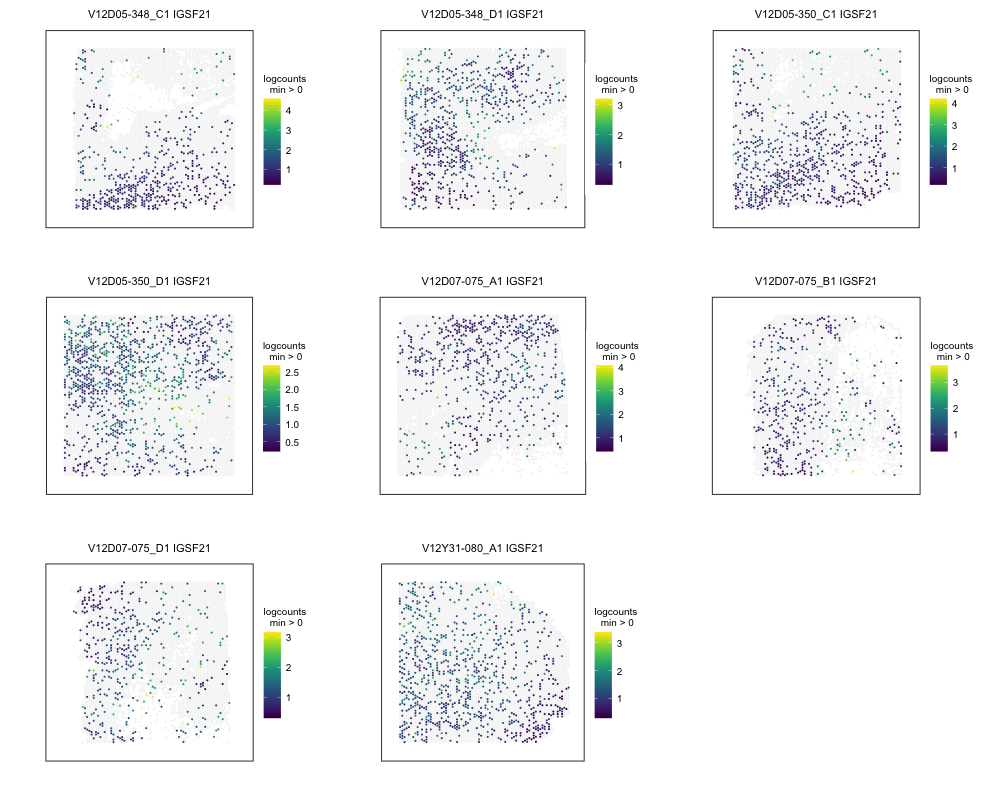 V12D05-348_C1 IGSF21
logcounts
min > 0
4
3
2
1
V12D05-348_D1 IGSF21
logcounts
min > 0
3
2
1
V12D05-350_C1 IGSF21
logcounts
min > 0
4
3
2
1
V12D05-350_D1 IGSF21
logcounts
min > 0
2.5
2.0
1.5
1.0
0.5
V12D07-075_A1 IGSF21
logcounts
min > 0
4
3
2
1
V12D07-075_B1 IGSF21
logcounts
min > 0
3
2
1
V12D07-075_D1 IGSF21
logcounts
min > 0
3
2
1
V12Y31-080_A1 IGSF21
logcounts
min > 0
3
2
1